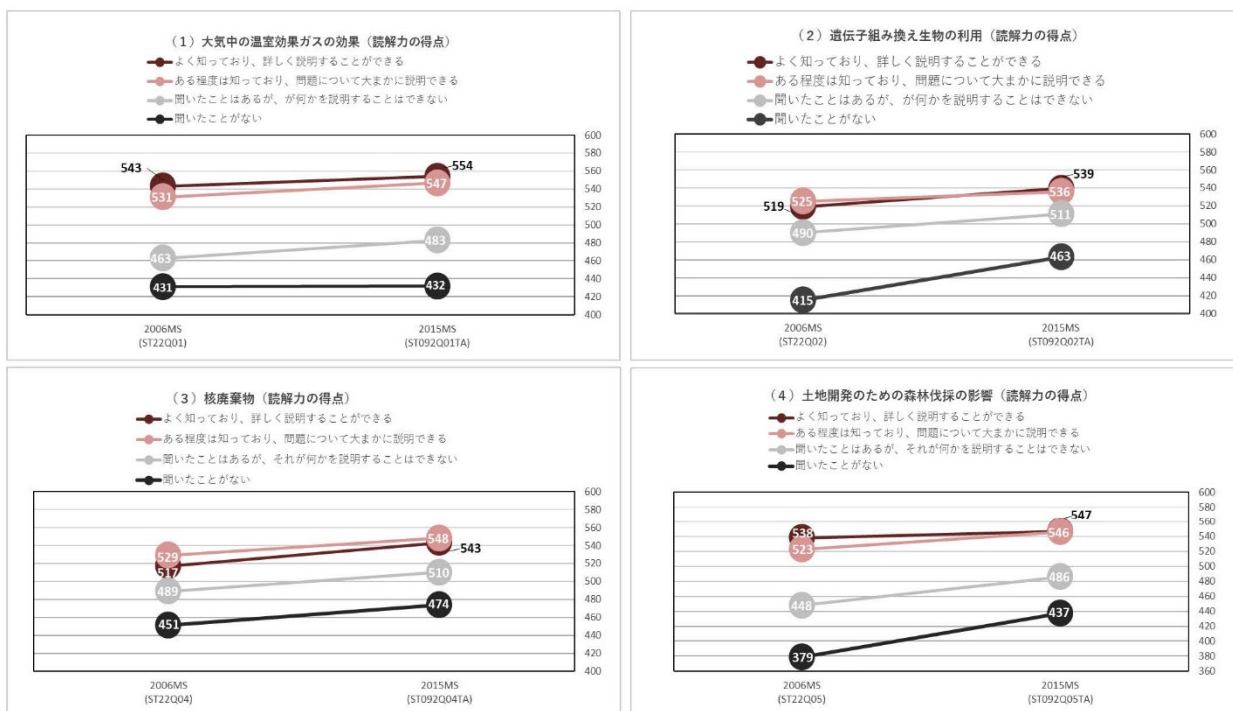 （１）大気中の温室効果ガスの効果（読解力の得点）
よく知っており、詳しく説明することができる
ある程度は知っており、問題について大まかに説明できる
聞いたことはあるが、が何かを説明することはできない
聞いたことがない
600
580
560
540
520
500
480
460
440
420
400
543
531
463
431
554
547
483
432
2006MS
(ST22Q01)
2015MS
(ST092Q01TA)
（２）遺伝子組み換え生物の利用（読解力の得点）
よく知っており、詳しく説明することができる
ある程度は知っており、問題について大まかに説明できる
聞いたことはあるが、が何かを説明することはできない
聞いたことがない
600
580
560
540
520
500
480
460
440
420
400
519
525
490
415
539
536
511
463
2006MS
(ST22Q02)
2015MS
(ST092Q02TA)
（３）核廃棄物（読解力の得点）
よく知っており、詳しく説明することができる
ある程度は知っており、問題について大まかに説明できる
聞いたことはあるが、それが何かを説明することはできない
聞いたことがない
600
580
560
540
520
500
480
460
440
420
400
529
517
489
451
548
543
510
474
2006MS
(ST22Q04)
2015MS
(ST092Q04TA)
（４）土地開発のための森林伐採の影響（読解力の得点）
よく知っており、詳しく説明することができる
ある程度は知っており、問題について大まかに説明できる
聞いたことはあるが、それが何かを説明することはできない
聞いたことがない
600
580
560
540
520
500
480
460
440
420
400
380
360
538
523
448
379
547
546
486
437
2006MS
(ST22Q05)
2015MS
(ST092Q05TA)